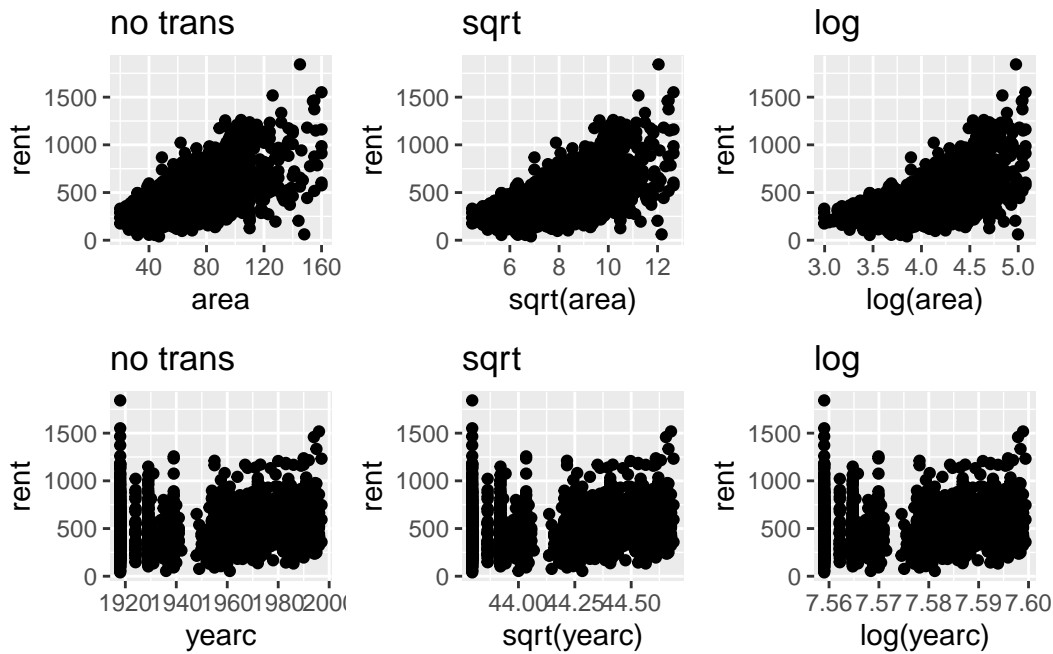 no trans
sqrt
log
rent
1500
1000
500
0
40
80
120
160
area
rent
1500
1000
500
0
6
8
10
12
sqrt(area)
rent
1500
1000
500
0
3.0
3.5
4.0
4.5
5.0
log(area)
no trans
sqrt
log
rent
1500
1000
500
0
1920
1940
1960
1980
2000
yearc
rent
1500
1000
500
0
44.00
44.25
44.50
sqrt(yearc)
rent
1500
1000
500
0
7.56
7.57
7.58
7.59
7.60
log(yearc)